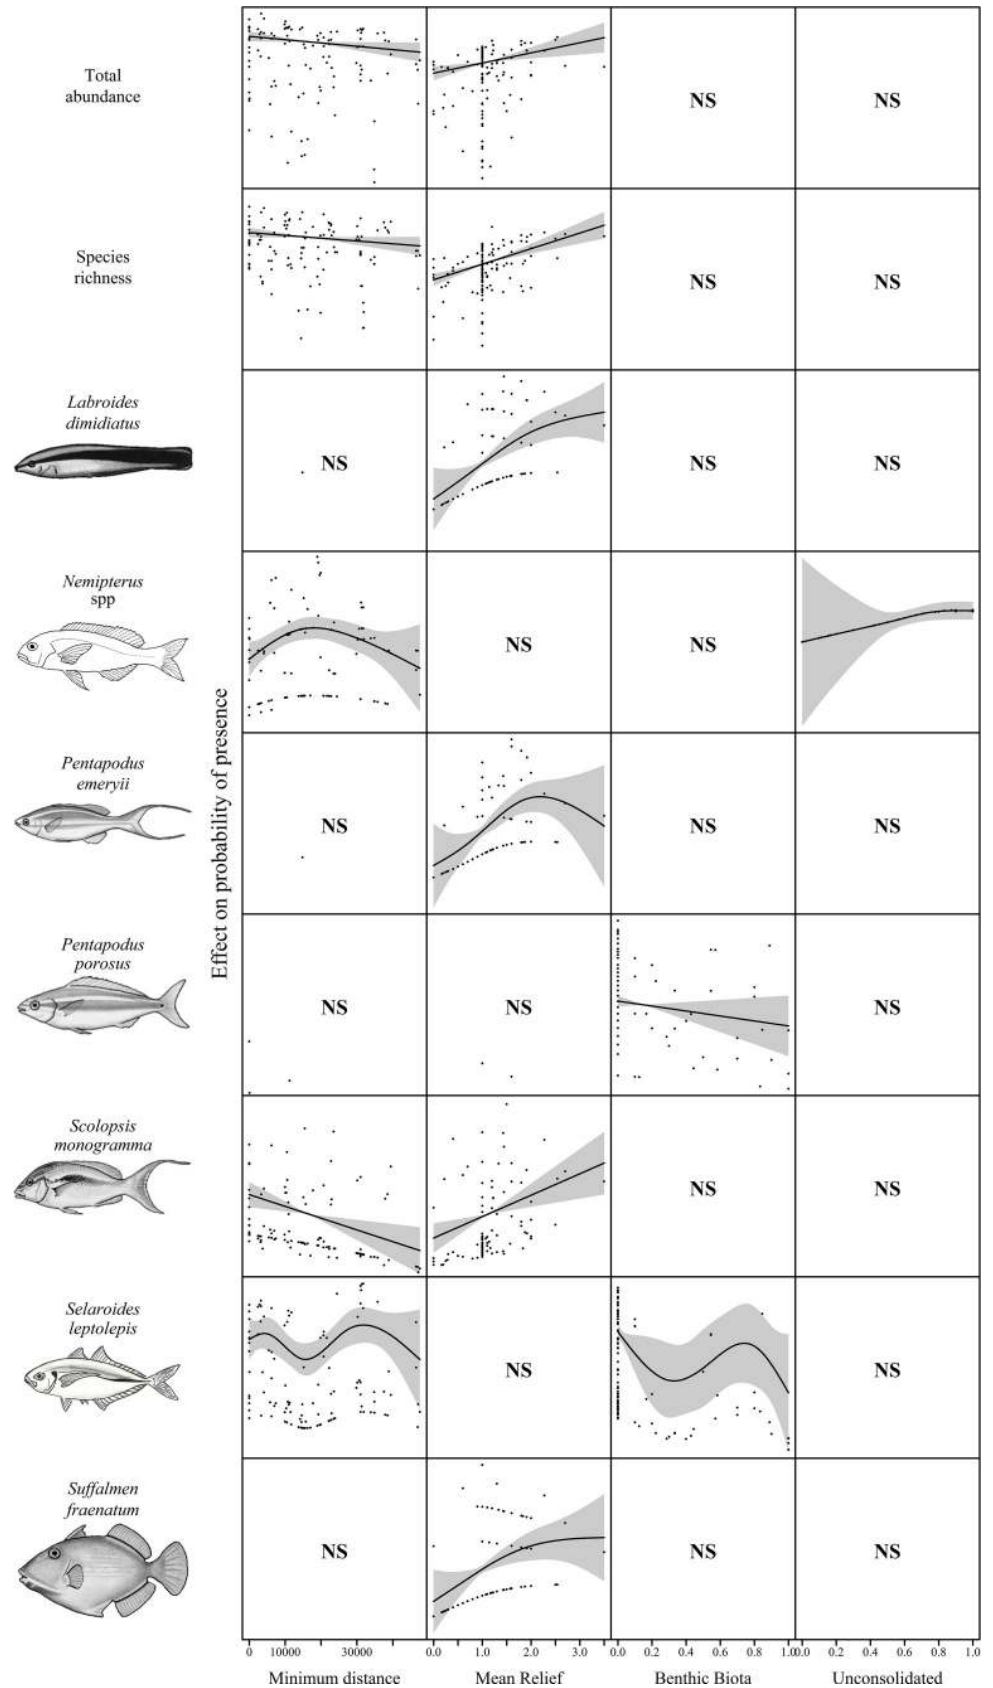 Total
abundance
NS NS
Species
richness
NS NS
Labroides
dimidiatus
NS NS NS
Nemipterus
spp
NS NS
Effect on probability of presence
Pentapodus
emeryii
NS NS NS
Pentapodus
porosus
NS NS NS
Scolopsis
monogramma
NS NS
Selaroides
leptolepis
NS NS
Suffalmen
fraenatum
NS NS NS
0 10000 30000 0.0 1.0 2.0 3.0 0.0 0.2 0.4 0.6 0.8 1.0 0.0 0.2 0.4 0.6 0.8 1.0
Minimum distance Mean Relief Benthic Biota Unconsolidated